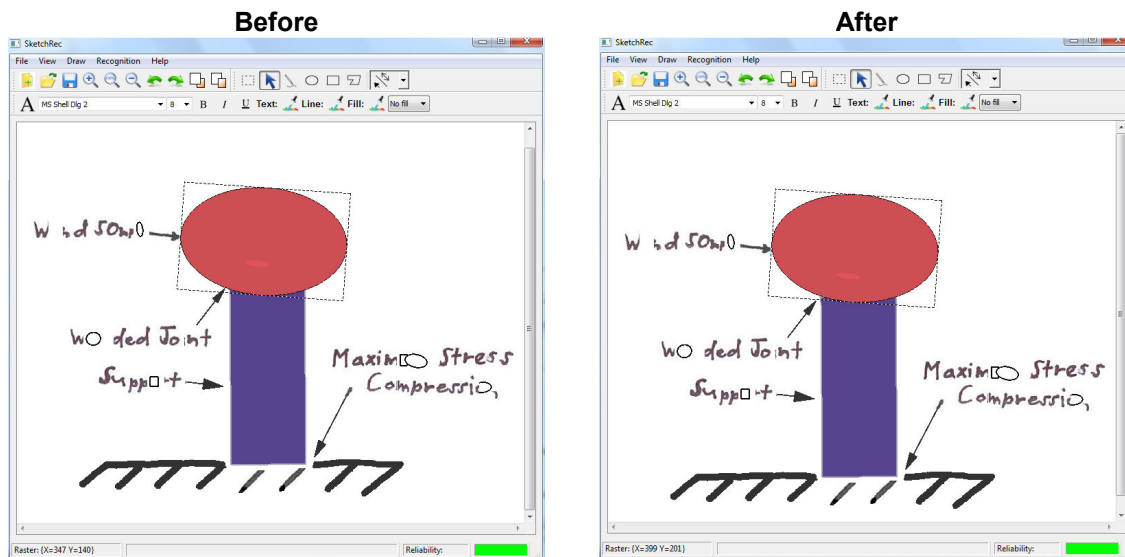 Before After
SketchRec
File View Draw Recognition Help
A MS Shell Dlg 2 8 B I U Text: Line: Fill: No fill
Joint
Stress
Raster: {X=347 Y=140} Reliability:
SketchRec
File View Draw Recognition Help
A MS Shell Dlg 2 8 B I U Text: Line: Fill: No fill
Joint
Stress
Raster: {X=399 Y=201} Reliability: